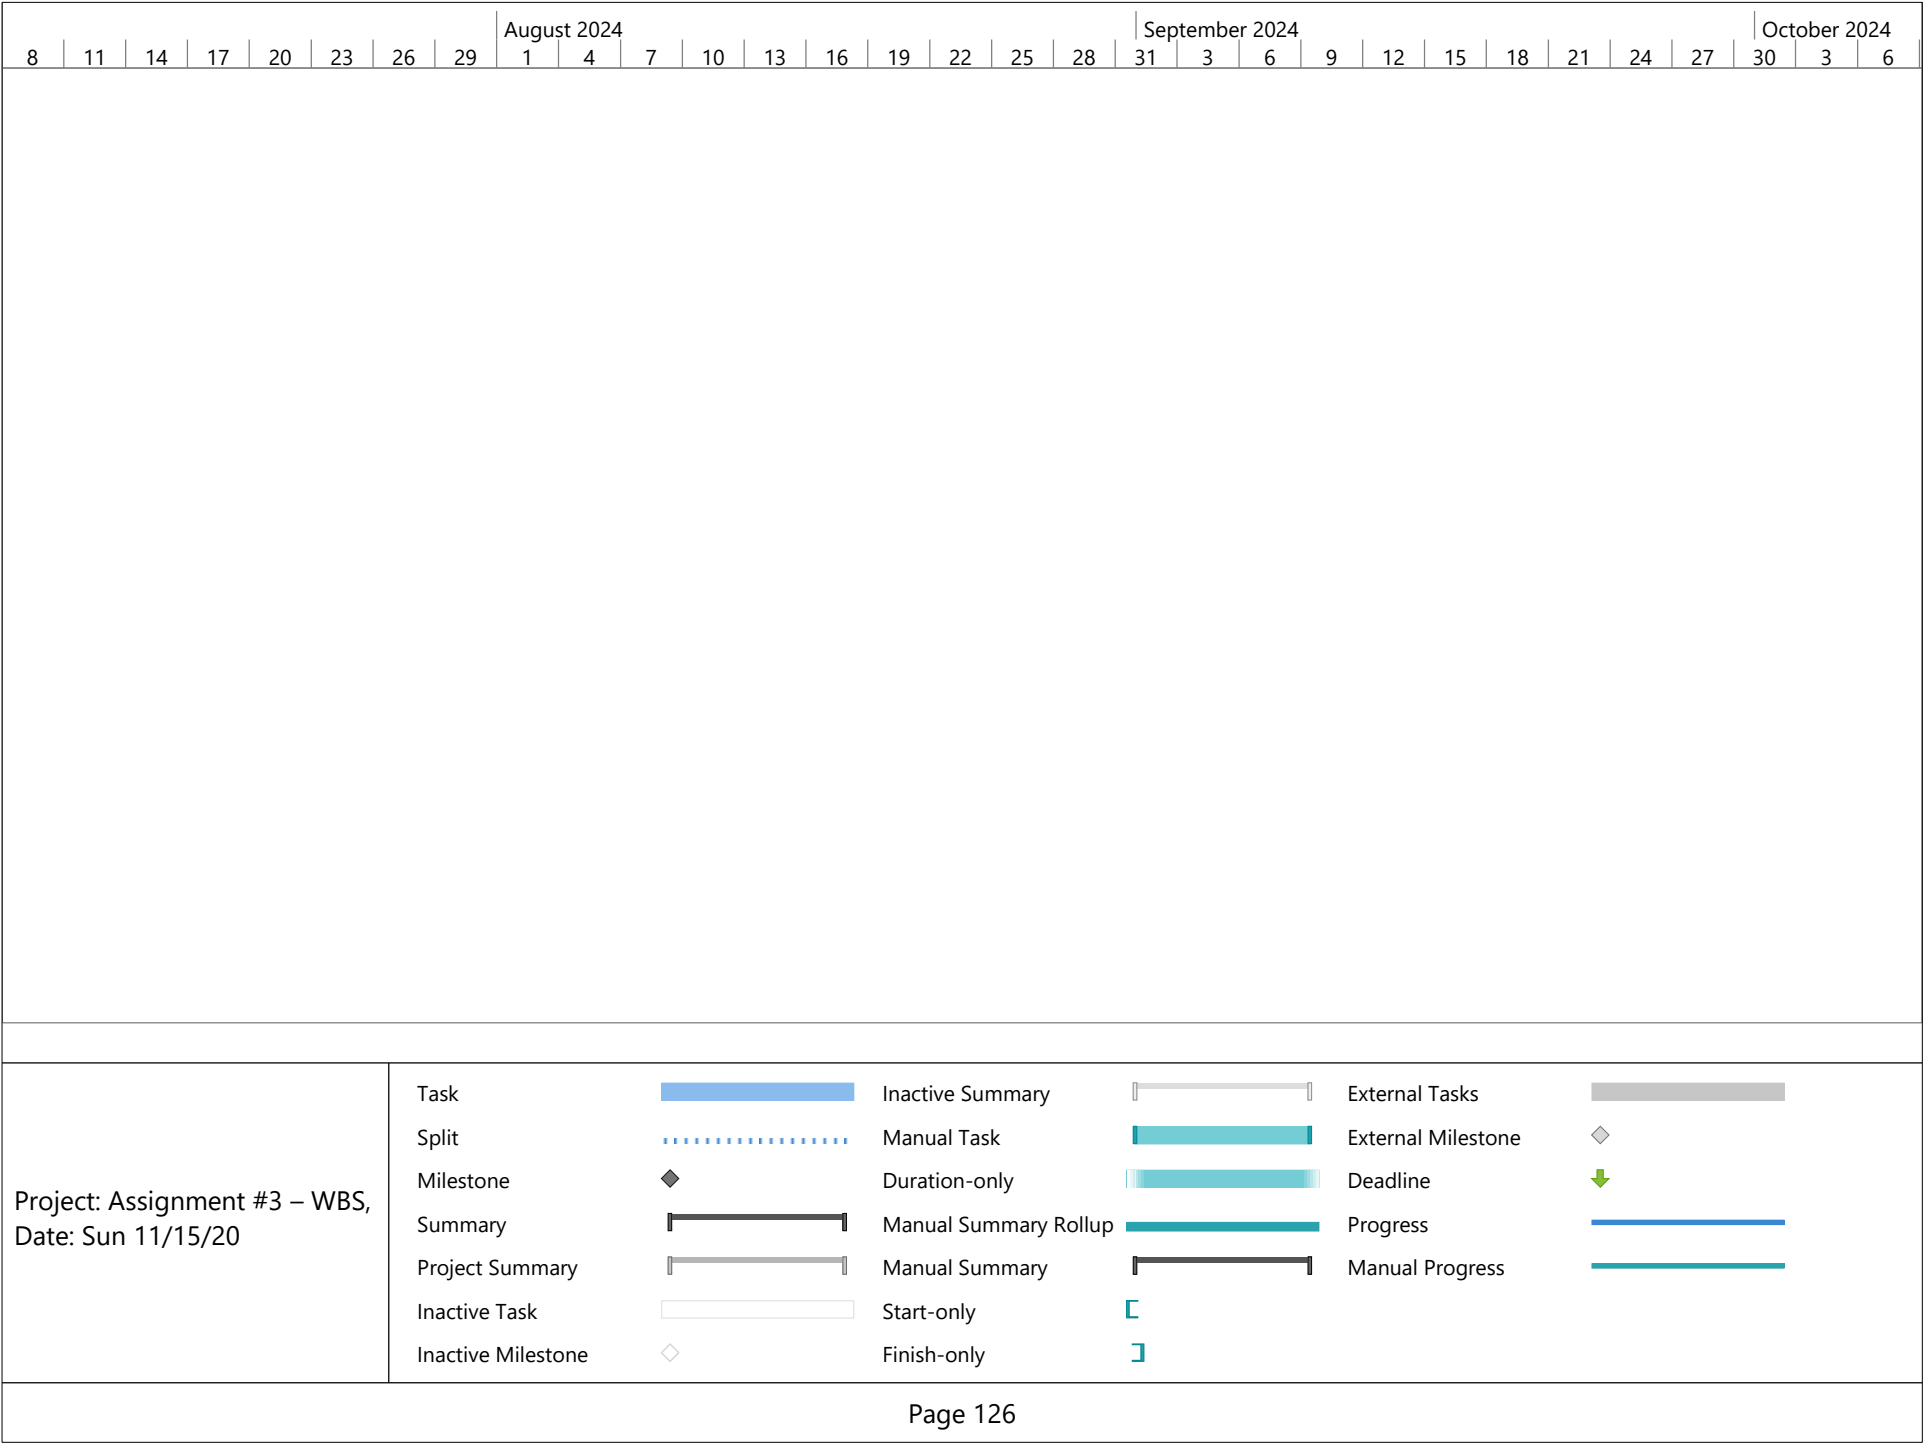 August 2024 September 2024 October 2024
8 11 14 17 20 23 26 29 1 4 7 10 13 16 19 22 25 28 31 3 6 9 12 15 18 21 24 27 30 3 6
Project: Assignment #3 – WBS,
Date: Sun 11/15/20
Task
Split
Milestone
Summary
Project Summary
Inactive Task
Inactive Milestone
Inactive Summary
Manual Task
Duration-only
Manual Summary Rollup
Manual Summary
Start-only
Finish-only
External Tasks
External Milestone
Deadline
Progress
Manual Progress
Page 126